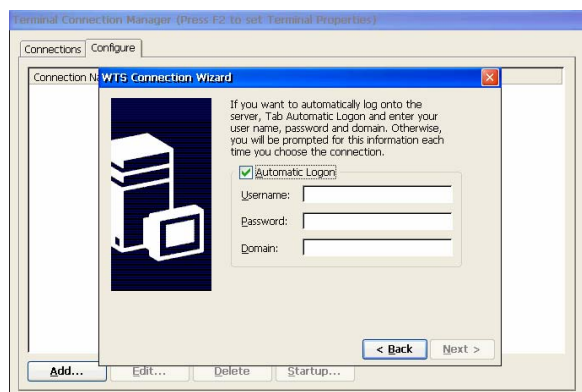 Terminal Connection Manager (Press F2 to set Terminal Properties)
Connections Configure
Connection N
WTS Connection Wizard
If you want to automatically log onto the
server, Tab Automatic Logon and enter your
user name, password and domain. Otherwise,
you will be prompted for this information each
time you choose the connection.
Automatic Logon
Username:
Password:
Domain:
< Back Next >
Add... Edit... Delete Startup...